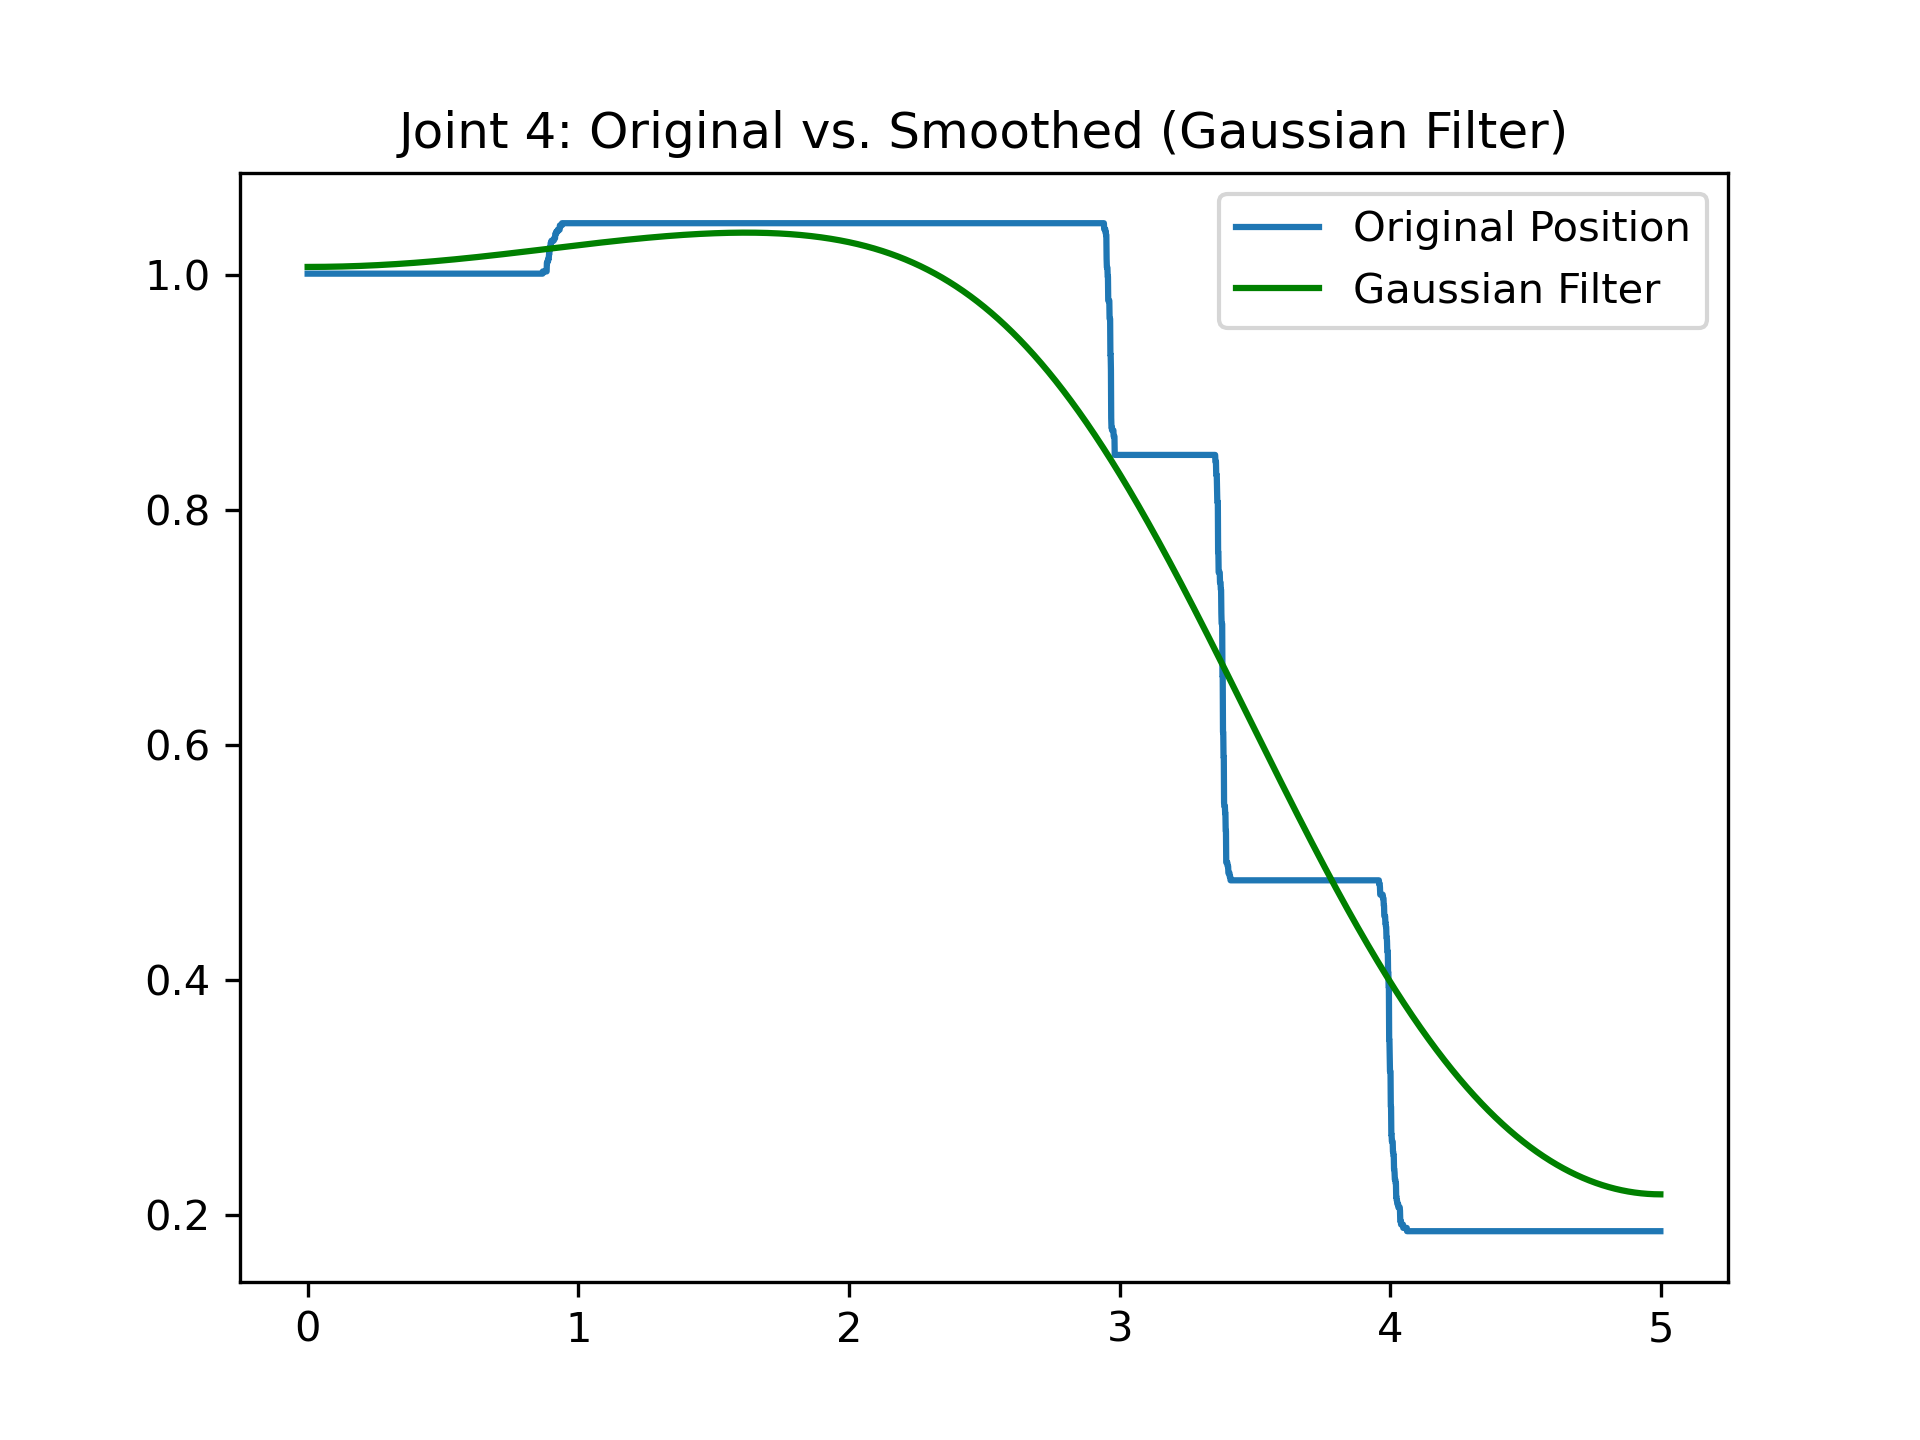 Joint 4: Original vs. Smoothed (Gaussian Filter)
Original Position
Gaussian Filter
1.0
0.8
0.6
0.4
0.2
0 1 2 3 4 5